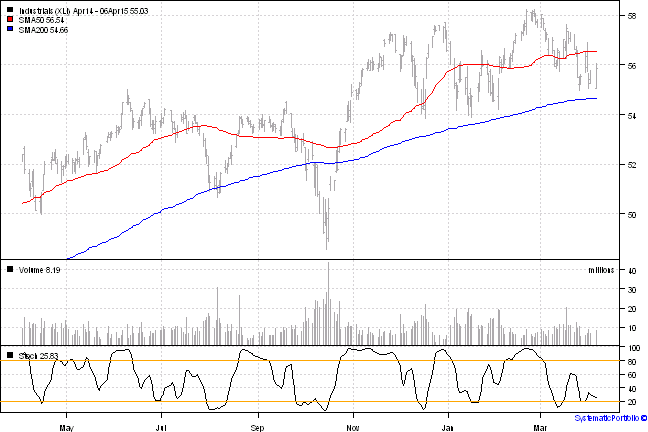 Industrials (XLI) Apr14 - 06Apr15 55.03
SMA50 56.54
SMA200 54.66
58
56
54
52
50
Volume 8.19
millions
40
30
20
10
Stoch 25.83
100
80
60
40
20
May
Jul
Sep
Nov
Jan
Mar
SystematicPortfolio ©